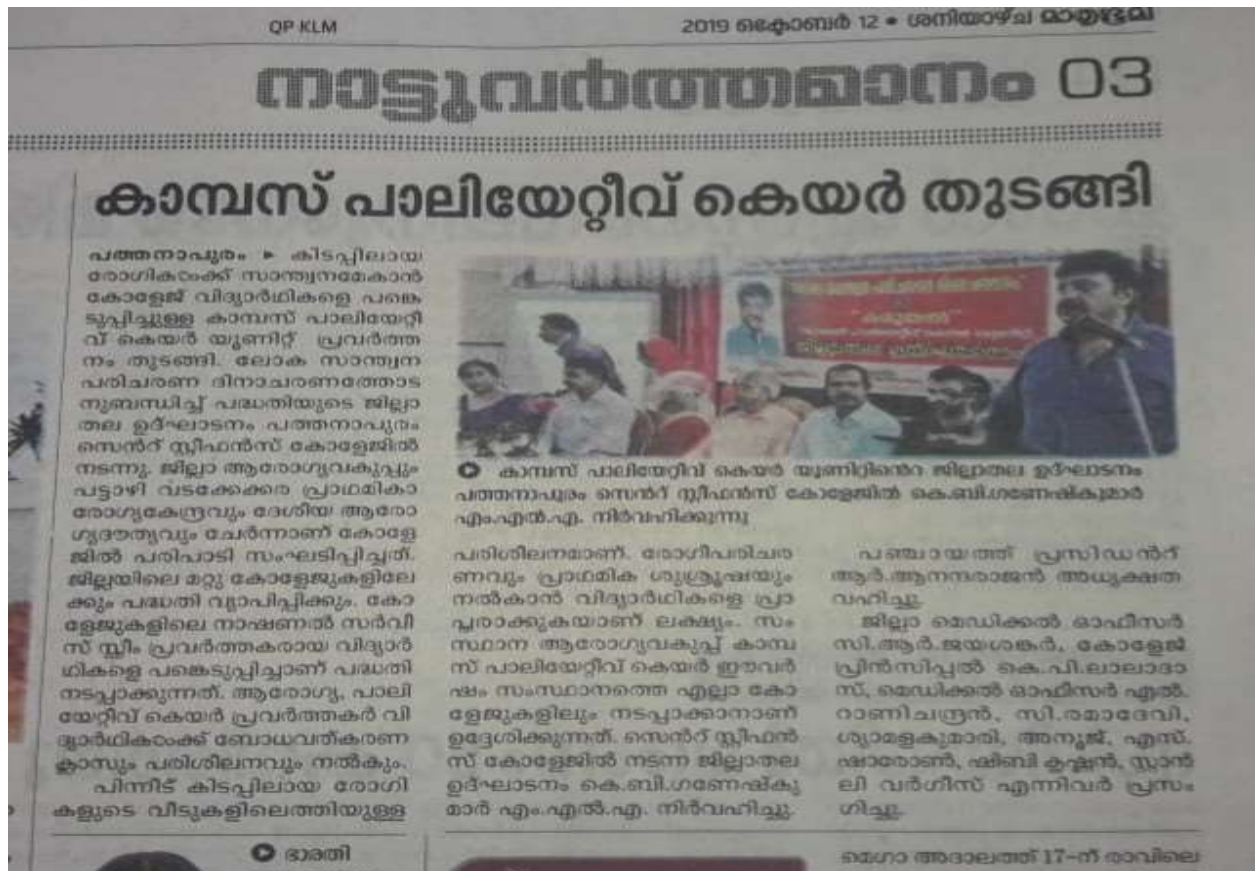 QP KLM
2019 ഒക്ടോബർ 12 • ശനിയാഴ്ച മാതൃഭൂമി
നാട്ടുവർത്തമാനം 03
കാമ്പസ് പാലിയേറ്റീവ് കെയർ തുടങ്ങി
പത്തനാപുരം ▸ കിടപ്പിലായ
രോഗികൾക്ക് സാന്ത്വനമേകാൻ
കോളേജ് വിദ്യാർഥികളെ പങ്കെ
ടുപ്പിച്ചുള്ള കാമ്പസ് പാലിയേറ്റീ
വ് കെയർ യൂണിറ്റ് പ്രവർത്ത
നം തുടങ്ങി. ലോക സാന്ത്വന
പരിചരണ ദിനാചരണത്തോട
നുബന്ധിച്ച് പദ്ധതിയുടെ ജില്ലാ
തല ഉദ്ഘാടനം പത്തനാപുരം
സെൻറ് സ്റ്റീഫൻസ് കോളേജിൽ
നടന്നു. ജില്ലാ ആരോഗ്യവകുപ്പും
പട്ടാഴി വടക്കേക്കര പ്രാഥമികാ
രോഗ്യകേന്ദ്രവും ദേശീയ ആരോ
ഗ്യദൗത്യവും ചേർന്നാണ് കോളേ
ജിൽ പരിപാടി സംഘടിപ്പിച്ചത്.
ജില്ലയിലെ മറ്റു കോളേജുകളിലേ
ക്കും പദ്ധതി വ്യാപിപ്പിക്കും. കോ
ളേജുകളിലെ നാഷണൽ സർവീ
സ് സ്കീം പ്രവർത്തകരായ വിദ്യാർ
ഥികളെ പങ്കെടുപ്പിച്ചാണ് പദ്ധതി
നടപ്പാക്കുന്നത്. ആരോഗ്യ, പാലി
യേറ്റീവ് കെയർ പ്രവർത്തകർ വി
ദ്യാർഥികൾക്ക് ബോധവത്കരണ
ക്ലാസും പരിശീലനവും നൽകും.
പിന്നീട് കിടപ്പിലായ രോഗി
കളുടെ വീടുകളിലെത്തിയുള്ള
കാമ്പസ് പാലിയേറ്റീവ് കെയർ യൂണിറ്റിൻെറ ജില്ലാതല ഉദ്ഘാടനം
പത്തനാപുരം സെൻറ് സ്റ്റീഫൻസ് കോളേജിൽ കെ.ബി.ഗണേഷ്കുമാർ
എം.എൽ.എ. നിർവഹിക്കുന്നു
പരിശീലനമാണ്. രോഗീപരിചര
ണവും പ്രാഥമിക ശുശ്രൂഷയും
നൽകാൻ വിദ്യാർഥികളെ പ്രാ
പ്തരാക്കുകയാണ് ലക്ഷ്യം. സം
സ്ഥാന ആരോഗ്യവകുപ്പ് കാമ്പ
സ് പാലിയേറ്റീവ് കെയർ ഈവർ
ഷം സംസ്ഥാനത്തെ എല്ലാ കോ
ളേജുകളിലും നടപ്പാക്കാനാണ്
ഉദ്ദേശിക്കുന്നത്. സെൻറ് സ്റ്റീഫൻ
സ് കോളേജിൽ നടന്ന ജില്ലാതല
ഉദ്ഘാടനം കെ.ബി.ഗണേഷ്കു
മാർ എം.എൽ.എ. നിർവഹിച്ചു.
പഞ്ചായത്ത് പ്രസിഡൻറ്
ആർ.ആനന്ദരാജൻ അധ്യക്ഷത
വഹിച്ചു.
ജില്ലാ മെഡിക്കൽ ഓഫീസർ
സി.ആർ.ജയശങ്കർ, കോളേജ്
പ്രിൻസിപ്പൽ കെ.പി.ലാലാദാ
സ്, മെഡിക്കൽ ഓഫീസർ എൽ.
റാണിചന്ദ്രൻ, സി.രമാദേവി,
ശ്യാമളകുമാരി, അനൂജ്, എസ്.
ഷാരോൺ, ഷിബി കൃഷ്ണൻ, സ്റ്റാൻ
ലി വർഗീസ് എന്നിവർ പ്രസം
ഗിച്ചു.
ഭാരതി
മെഗാ അദാലത്ത് 17-ന് രാവിലെ